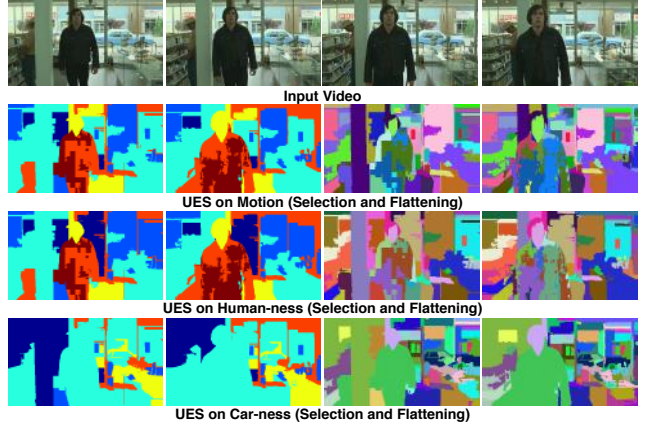 Input Video
UES on Motion (Selection and Flattening)
UES on Human-ness (Selection and Flattening)
UES on Car-ness (Selection and Flattening)